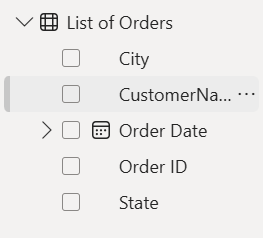 List of Orders
City
CustomerNa...
Order Date
Order ID
State